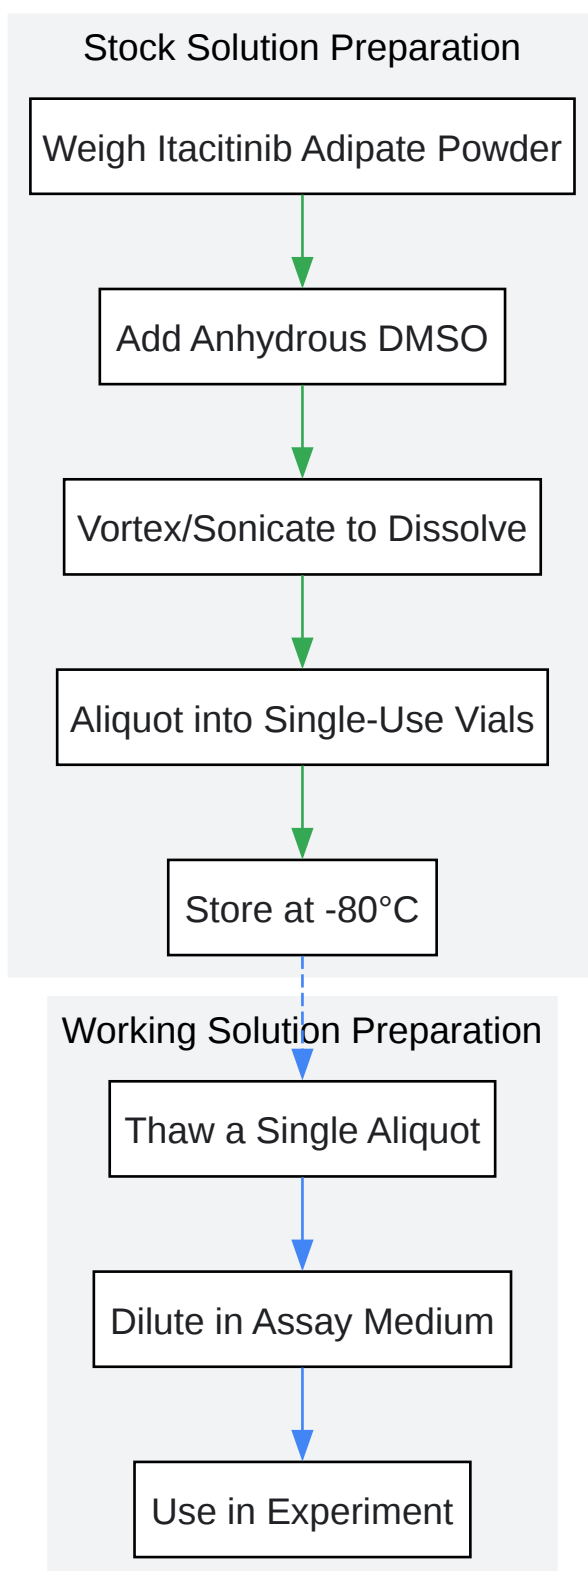 Stock Solution Preparation
Weigh Itacitinib Adipate Powder
Add Anhydrous DMSO
Vortex/Sonicate to Dissolve
Aliquot into Single-Use Vials
Store at -80°C
Working Solution Preparation
Thaw a Single Aliquot
Dilute in Assay Medium
Use in Experiment